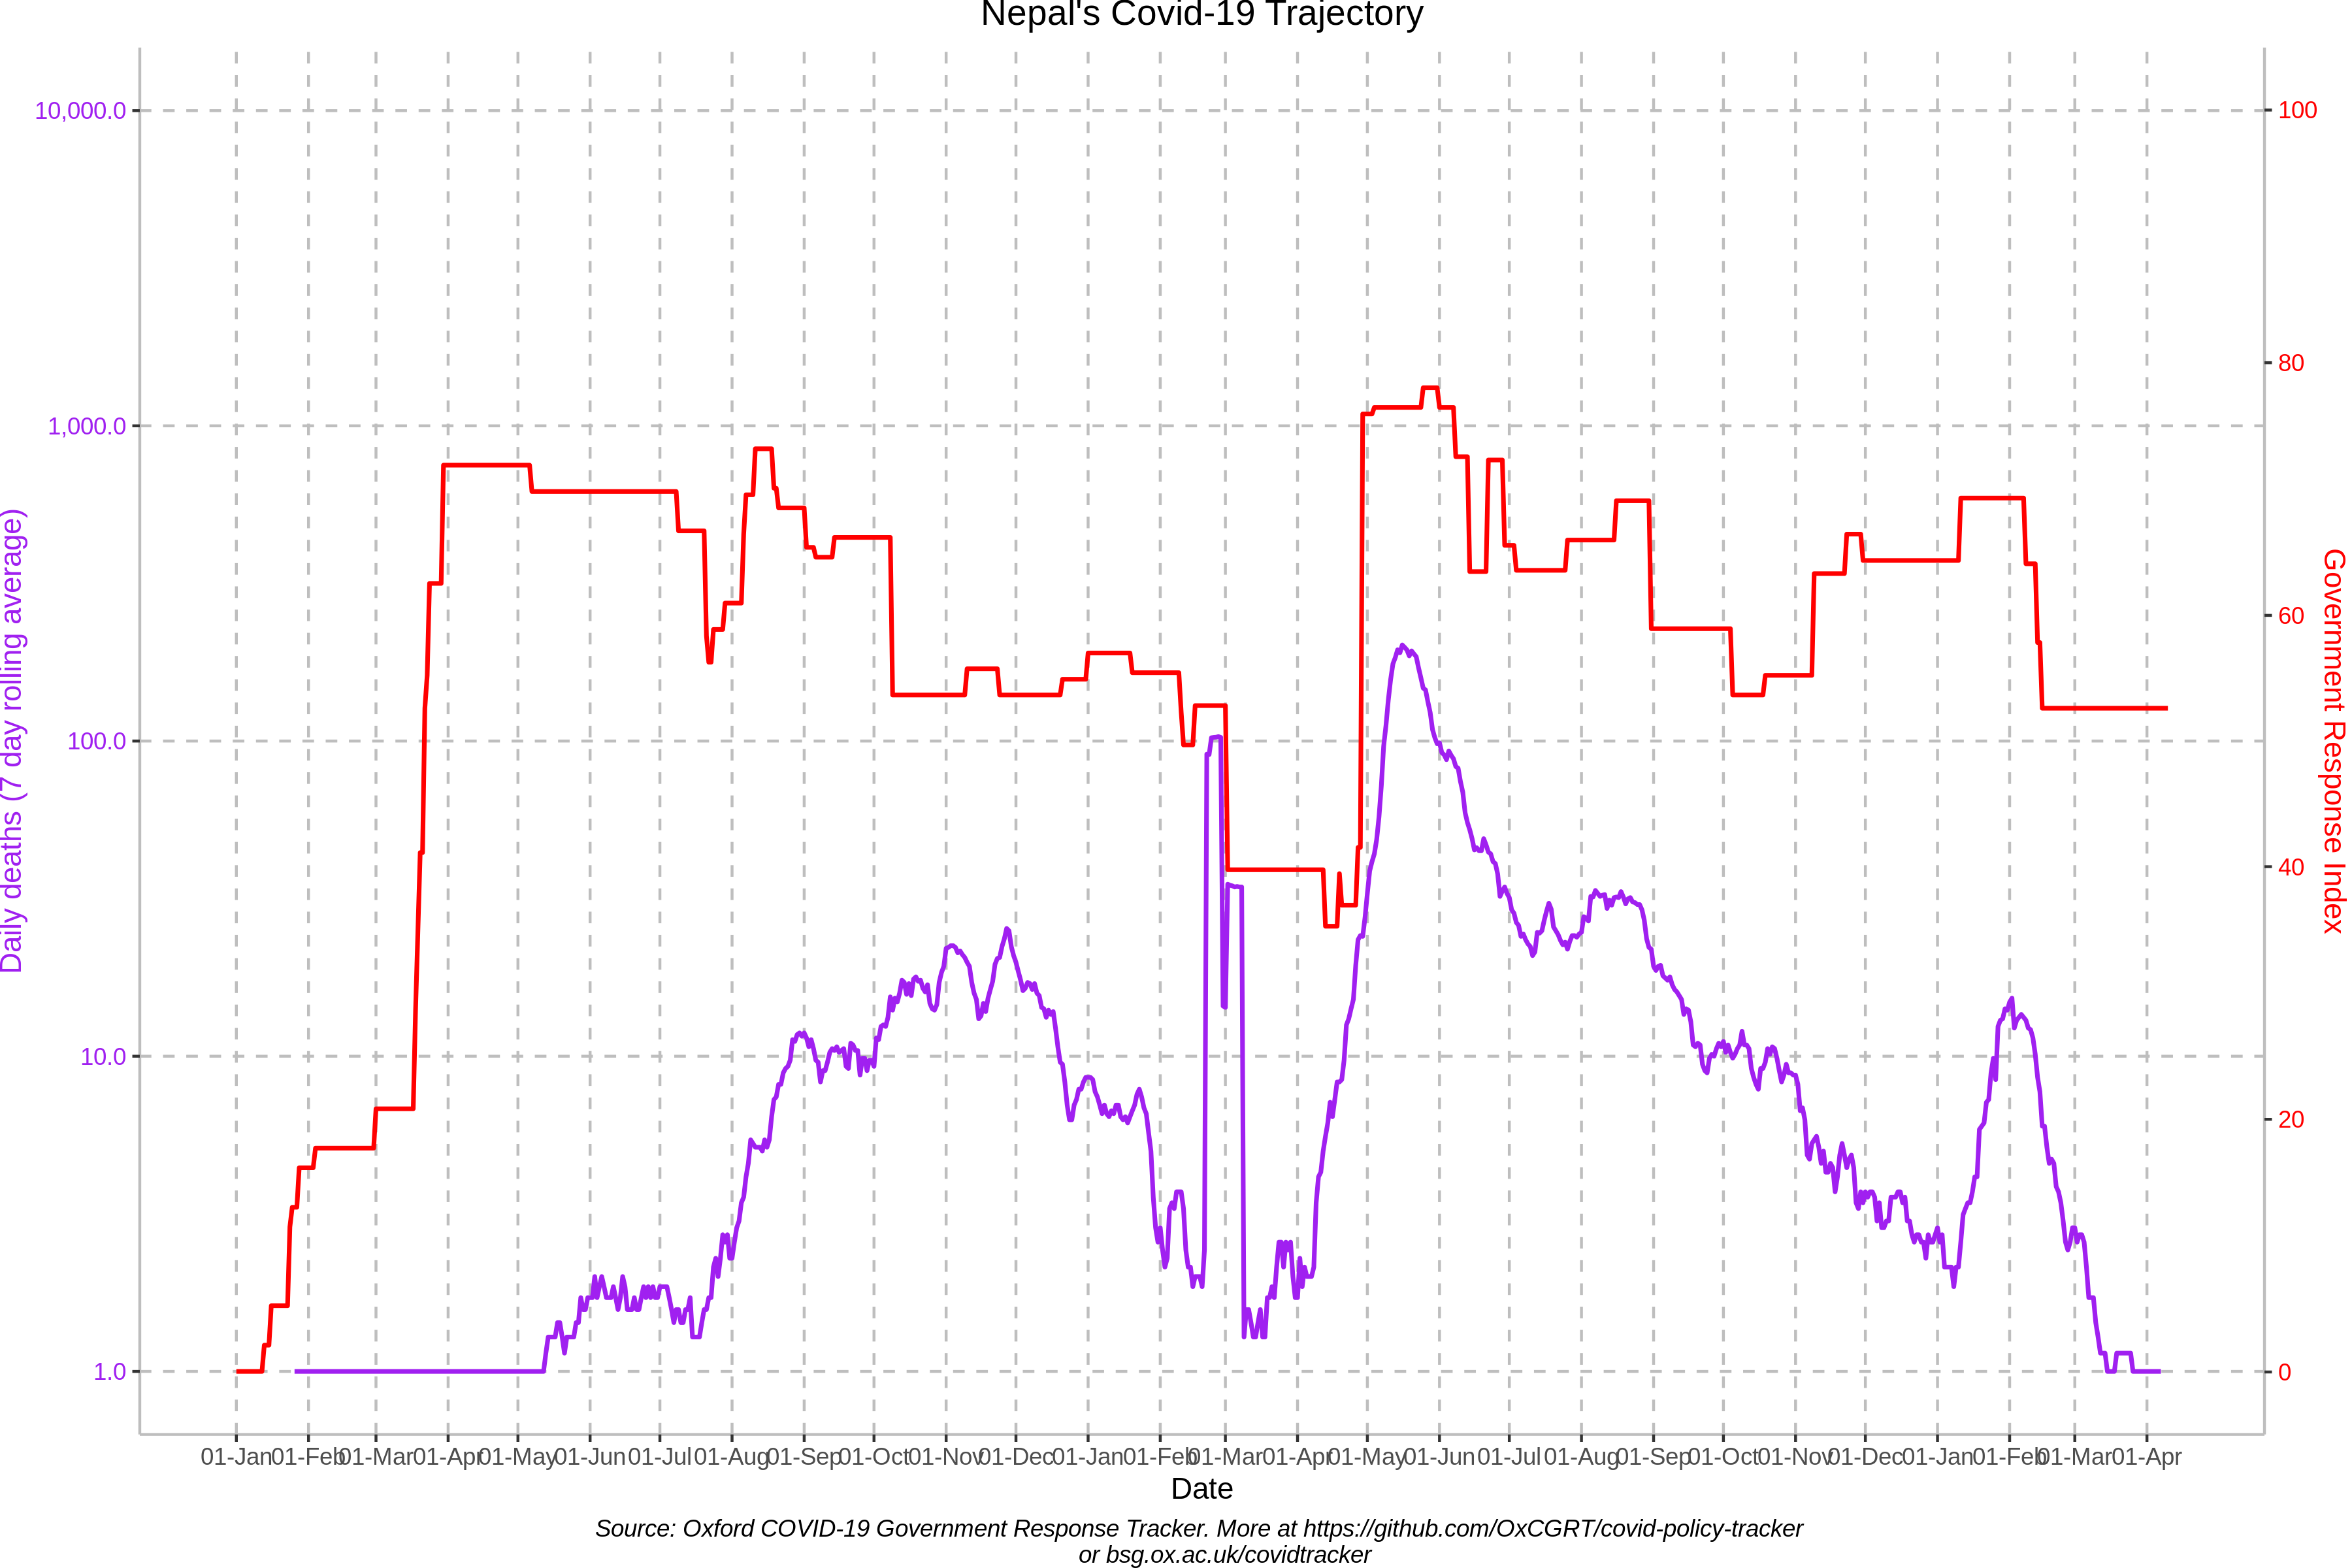 Nepal's Covid-19 Trajectory
10,000.0
1,000.0
100.0
10.0
1.0
Daily deaths (7 day rolling average)
100
80
60
40
20
0
Government Response Index
01-Jan 01-Feb 01-Mar 01-Apr 01-May 01-Jun 01-Jul 01-Aug 01-Sep 01-Oct 01-Nov 01-Dec 01-Jan 01-Feb 01-Mar 01-Apr 01-May 01-Jun 01-Jul 01-Aug 01-Sep 01-Oct 01-Nov 01-Dec 01-Jan 01-Feb 01-Mar 01-Apr
Date
Source: Oxford COVID-19 Government Response Tracker. More at https://github.com/OxCGRT/covid-policy-tracker
or bsg.ox.ac.uk/covidtracker